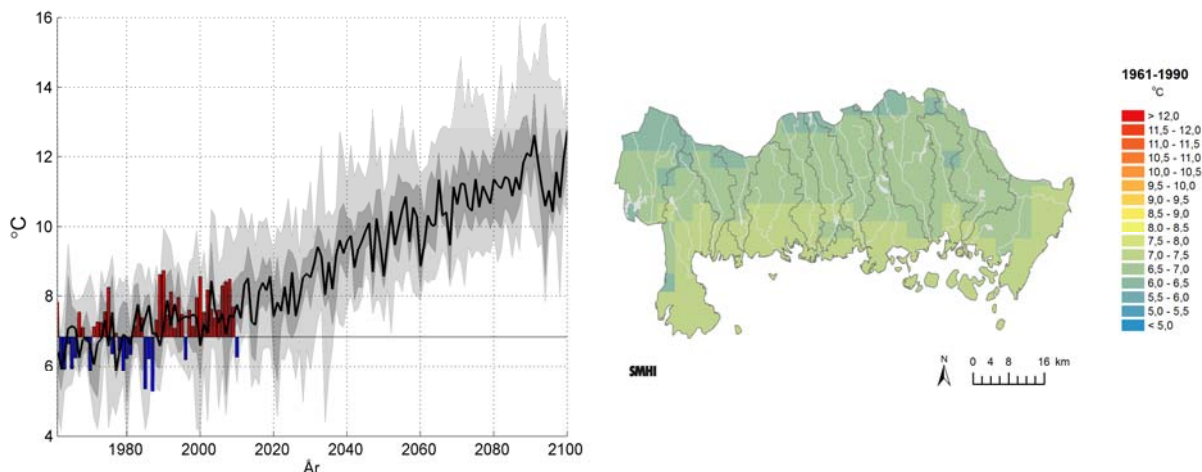 16
14
12
10
8
6
4
°C
1980 2000 2020 2040 2060 2080 2100
År
1961-1990
°C
> 12,0
11,5 - 12,0
11,0 - 11,5
10,5 - 11,0
10,0 - 10,5
9,5 - 10,0
9,0 - 9,5
8,5 - 9,0
8,0 - 8,5
7,5 - 8,0
7,0 - 7,5
6,5 - 7,0
6,0 - 6,5
5,5 - 6,0
5,0 - 5,5
< 5,0
SMHI
N
0 4 8 16 km